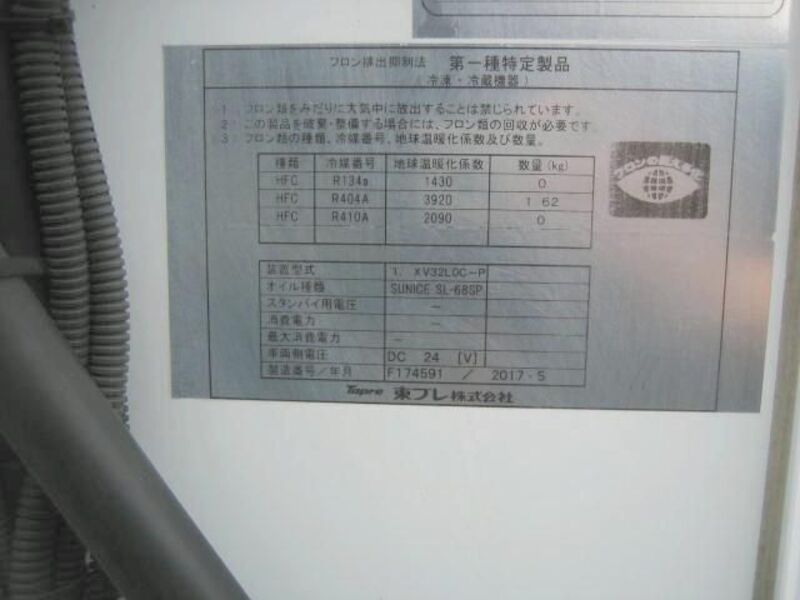 フロン排出抑制法 第一種特定製品
（冷凍・冷蔵機器）
1. フロン類をみだりに大気中に放出することは禁じられています。
2. この製品を廃棄・整備する場合には、フロン類の回収が必要です。
3. フロン類の種類、冷媒番号、地球温暖化係数及び数量。
種類 冷媒番号 地球温暖化係数 数量 (kg)
HFC R134a 1430 0
HFC R404A 3920 1.62
HFC R410A 2090 0
装置型式 1. XV32LDC-P
オイル種類 SUNICE SL-68SP
スタンバイ用電圧 —
消費電力 —
最大消費電力 —
車両側電圧 DC 24 [V]
製造番号／年月 F174591 ／ 2017-5
Topre 東プレ株式会社